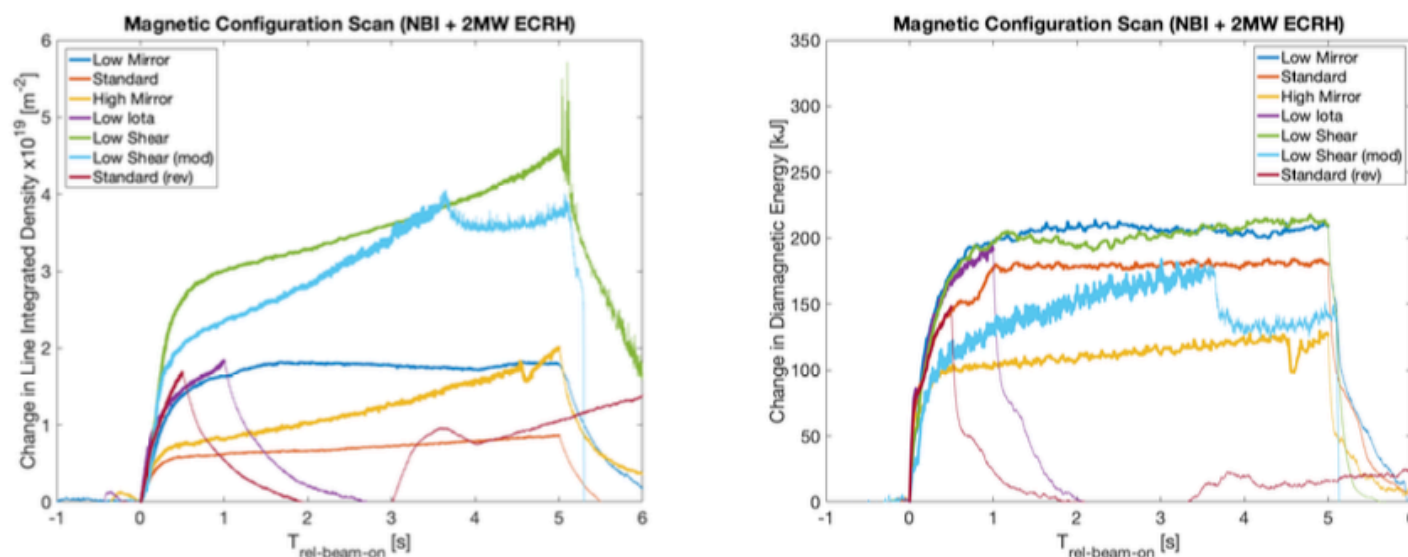 Magnetic Configuration Scan (NBI + 2MW ECRH)
6
5
4
3
2
1
0
Change in Line Integrated Density x10^19 [m^-2]
Low Mirror
Standard
High Mirror
Low Iota
Low Shear
Low Shear (mod)
Standard (rev)
-1 0 1 2 3 4 5 6
T_rel-beam-on [s]
Magnetic Configuration Scan (NBI + 2MW ECRH)
350
300
250
200
150
100
50
0
Change in Diamagnetic Energy [kJ]
Low Mirror
Standard
High Mirror
Low Iota
Low Shear
Low Shear (mod)
Standard (rev)
-1 0 1 2 3 4 5 6
T_rel-beam-on [s]